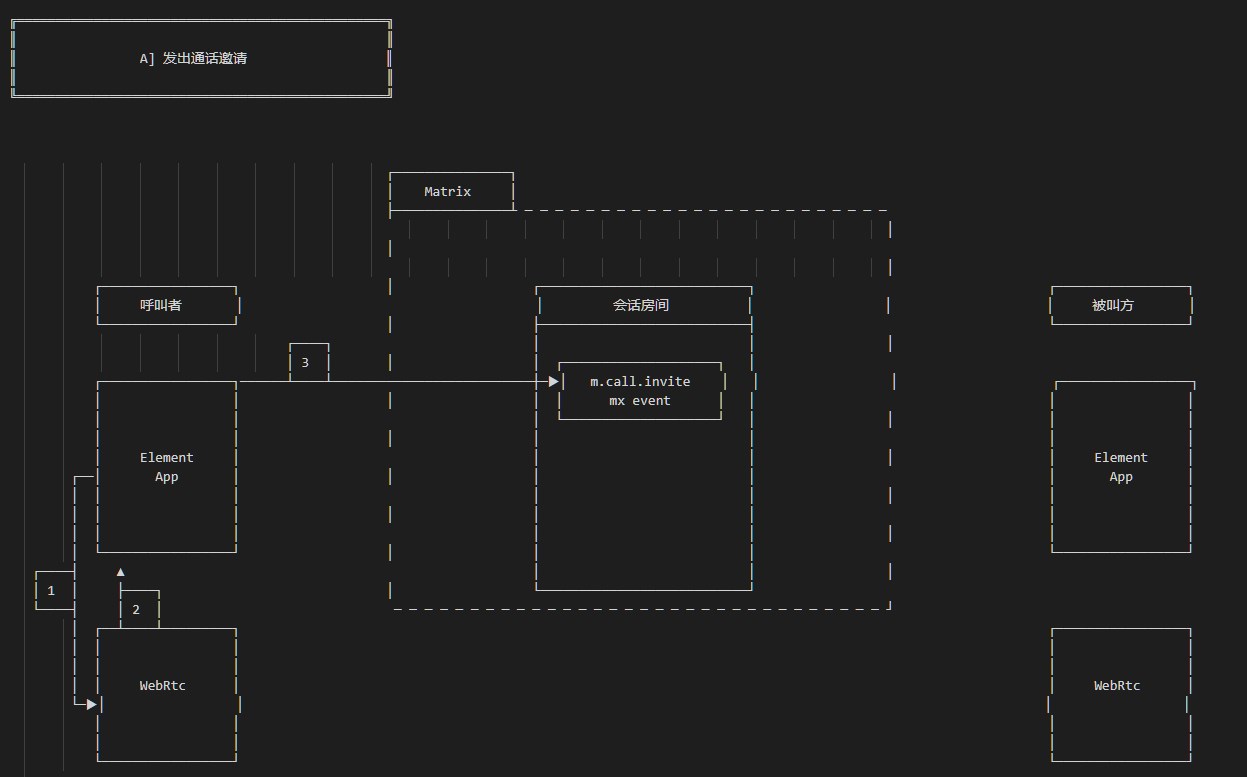 A] 发出通话邀请
Matrix
呼叫者
会话房间
被叫方
3
m.call.invite
mx event
Element
App
Element
App
1
2
WebRtc
WebRtc